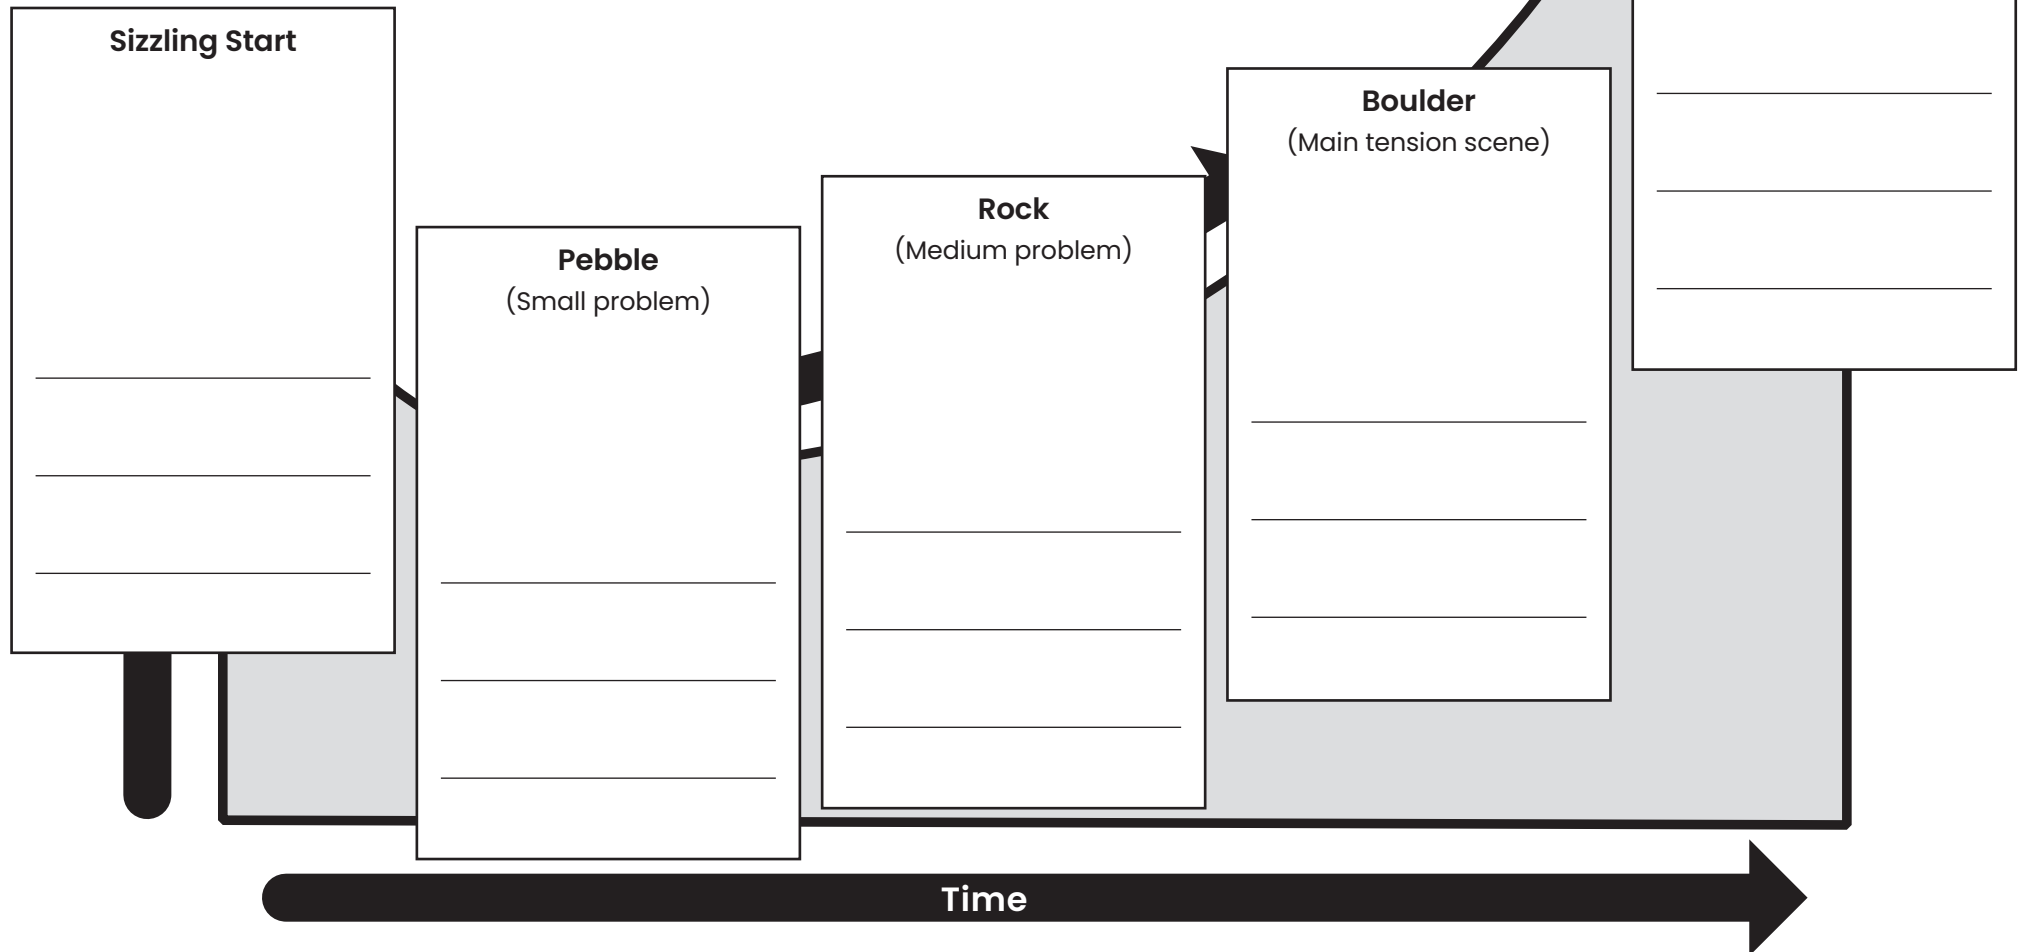 Sizzling Start
Pebble
(Small problem)
Rock
(Medium problem)
Boulder
(Main tension scene)
Time